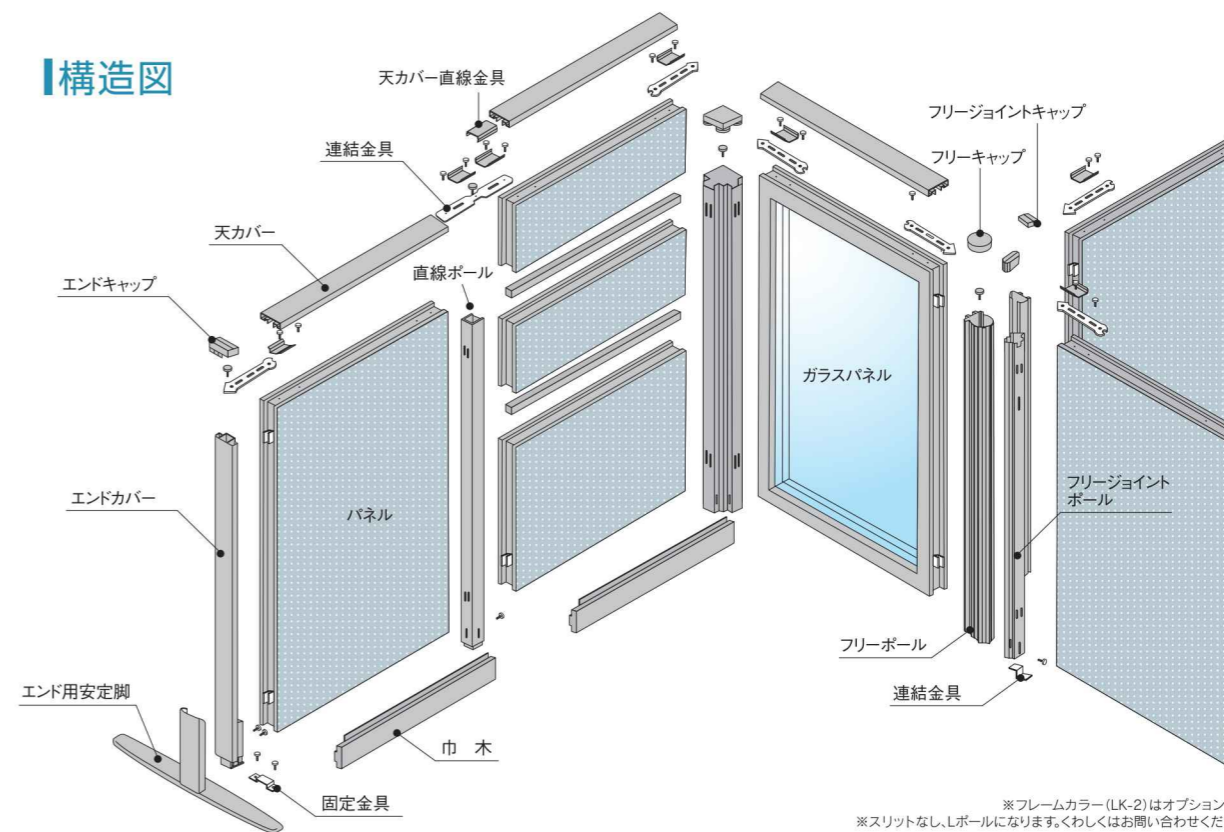 構造図
天カバー直線金具
連結金具
天カバー
エンドキャップ
直線ポール
フリージョイントキャップ
フリーキャップ
ガラスパネル
エンドカバー
パネル
フリージョイント
ポール
フリーポール
エンド用安定脚
連結金具
巾 木
固定金具
※フレームカラー(LK-2)はオプション
※スリットなし、Lポールになります。くわしくはお問い合わせくだ